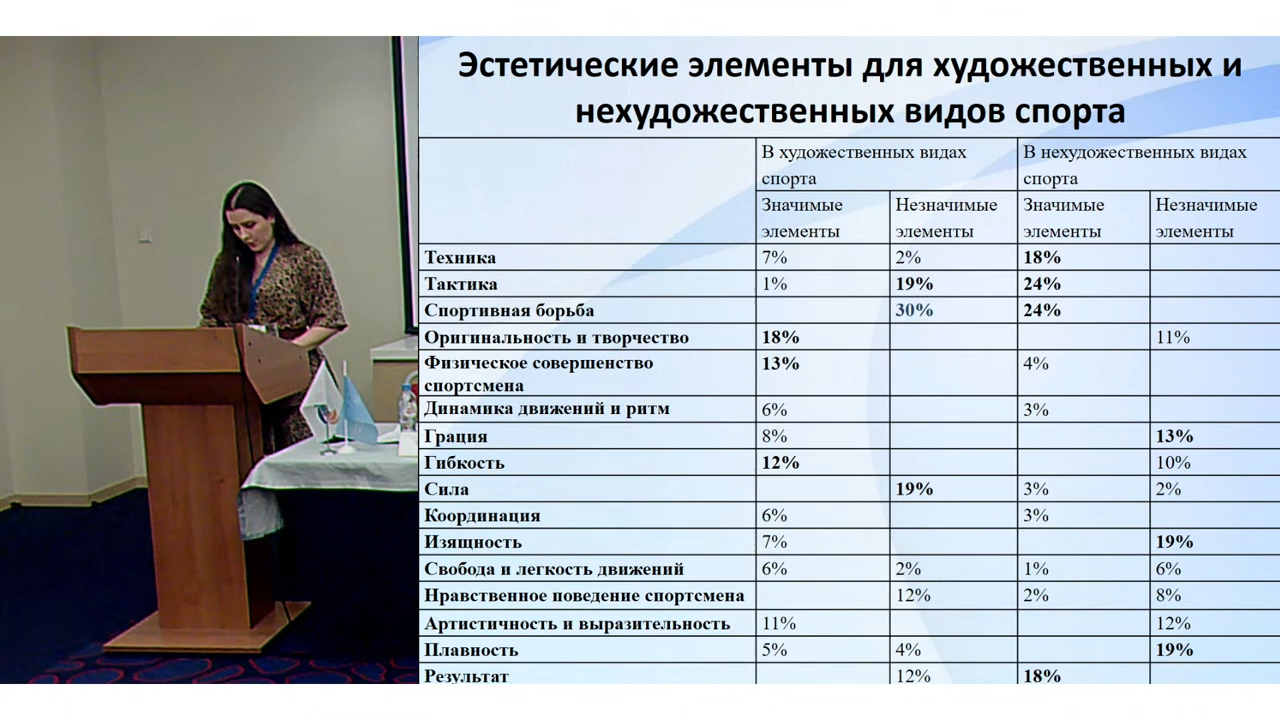 Эстетические элементы для художественных и
нехудожественных видов спорта
В художественных видах спорта В нехудожественных видах спорта
Значимые элементы Незначимые элементы Значимые элементы Незначимые элементы
Техника 7% 2% 18%
Тактика 1% 19% 24%
Спортивная борьба 30% 24%
Оригинальность и творчество 18% 11%
Физическое совершенство спортсмена 13% 4%
Динамика движений и ритм 6% 3%
Грация 8% 13%
Гибкость 12% 10%
Сила 19% 3% 2%
Координация 6% 3%
Изящность 7% 19%
Свобода и легкость движений 6% 2% 1% 6%
Нравственное поведение спортсмена 12% 2% 8%
Артистичность и выразительность 11% 12%
Плавность 5% 4% 19%
Результат 12% 18%